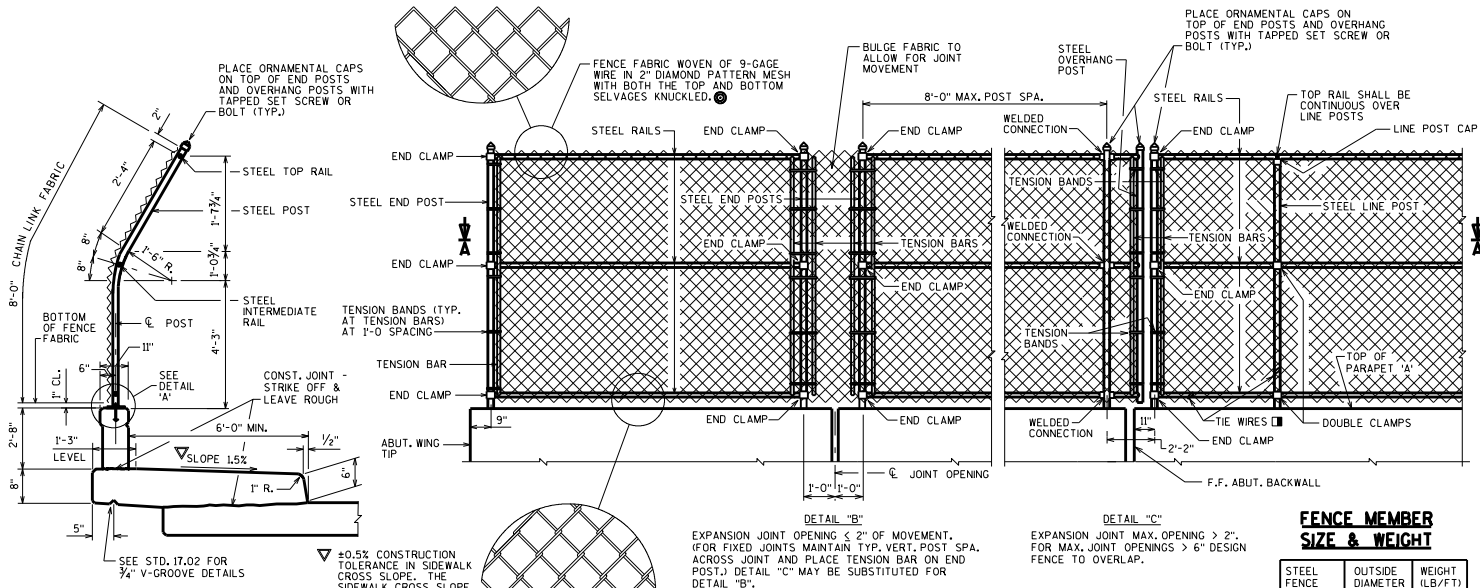 PLACE ORNAMENTAL CAPS
ON TOP OF END POSTS
AND OVERHANG POSTS WITH
TAPPED SET SCREW OR
BOLT (TYP.)
2"
2'-4"
8'-0" CHAIN LINK FABRIC
STEEL TOP RAIL
1'-7¾"
STEEL POST
8"
8"
1'-6" R.
1'-0¾"
STEEL
INTERMEDIATE
RAIL
BOTTOM
OF FENCE
FABRIC
℄ POST
4'-3"
11"
6"
1" CL.
SEE
DETAIL
'A'
CONST. JOINT -
STRIKE OFF &
LEAVE ROUGH
2'-8"
1'-3"
LEVEL
6'-0" MIN.
½"
SLOPE 1.5%
8"
1" R.
6"
5"
SEE STD. 17.02 FOR
¾" V-GROOVE DETAILS
±0.5% CONSTRUCTION
TOLERANCE IN SIDEWALK
CROSS SLOPE. THE
SIDEWALK CROSS SLOPE
FENCE FABRIC WOVEN OF 9-GAGE
WIRE IN 2" DIAMOND PATTERN MESH
WITH BOTH THE TOP AND BOTTOM
SELVAGES KNUCKLED.
BULGE FABRIC TO
ALLOW FOR JOINT
MOVEMENT
STEEL
OVERHANG
POST
PLACE ORNAMENTAL CAPS ON
TOP OF END POSTS AND OVERHANG
POSTS WITH TAPPED SET SCREW OR
BOLT (TYP.)
8'-0" MAX. POST SPA.
STEEL RAILS
TOP RAIL SHALL BE
CONTINUOUS OVER
LINE POSTS
STEEL RAILS
END CLAMP
END CLAMP
WELDED
CONNECTION
END CLAMP
LINE POST CAP
END CLAMP
TENSION BANDS
STEEL END POST
STEEL END POSTS
STEEL LINE POST
A
END CLAMP
TENSION BARS
WELDED
CONNECTION
TENSION BARS
A
END CLAMP
END CLAMP
END CLAMP
TENSION BANDS (TYP.
AT TENSION BARS)
AT 1'-0 SPACING
TENSION
BANDS
TENSION BAR
TOP OF
PARAPET 'A'
END CLAMP
END CLAMP
END CLAMP
WELDED
CONNECTION
11"
TIE WIRES
DOUBLE CLAMPS
9"
END CLAMP
2'-2"
ABUT. WING
TIP
℄ JOINT OPENING
F.F. ABUT. BACKWALL
1'-0"
1'-0"
DETAIL "B"
EXPANSION JOINT OPENING ≤ 2" OF MOVEMENT.
(FOR FIXED JOINTS MAINTAIN TYP. VERT. POST SPA.
ACROSS JOINT AND PLACE TENSION BAR ON END
POST.) DETAIL "C" MAY BE SUBSTITUTED FOR
DETAIL "B".
DETAIL "C"
EXPANSION JOINT MAX. OPENING > 2".
FOR MAX. JOINT OPENINGS > 6" DESIGN
FENCE TO OVERLAP.
FENCE MEMBER
SIZE & WEIGHT
STEEL
FENCE
OUTSIDE
DIAMETER
WEIGHT
(LB/FT)